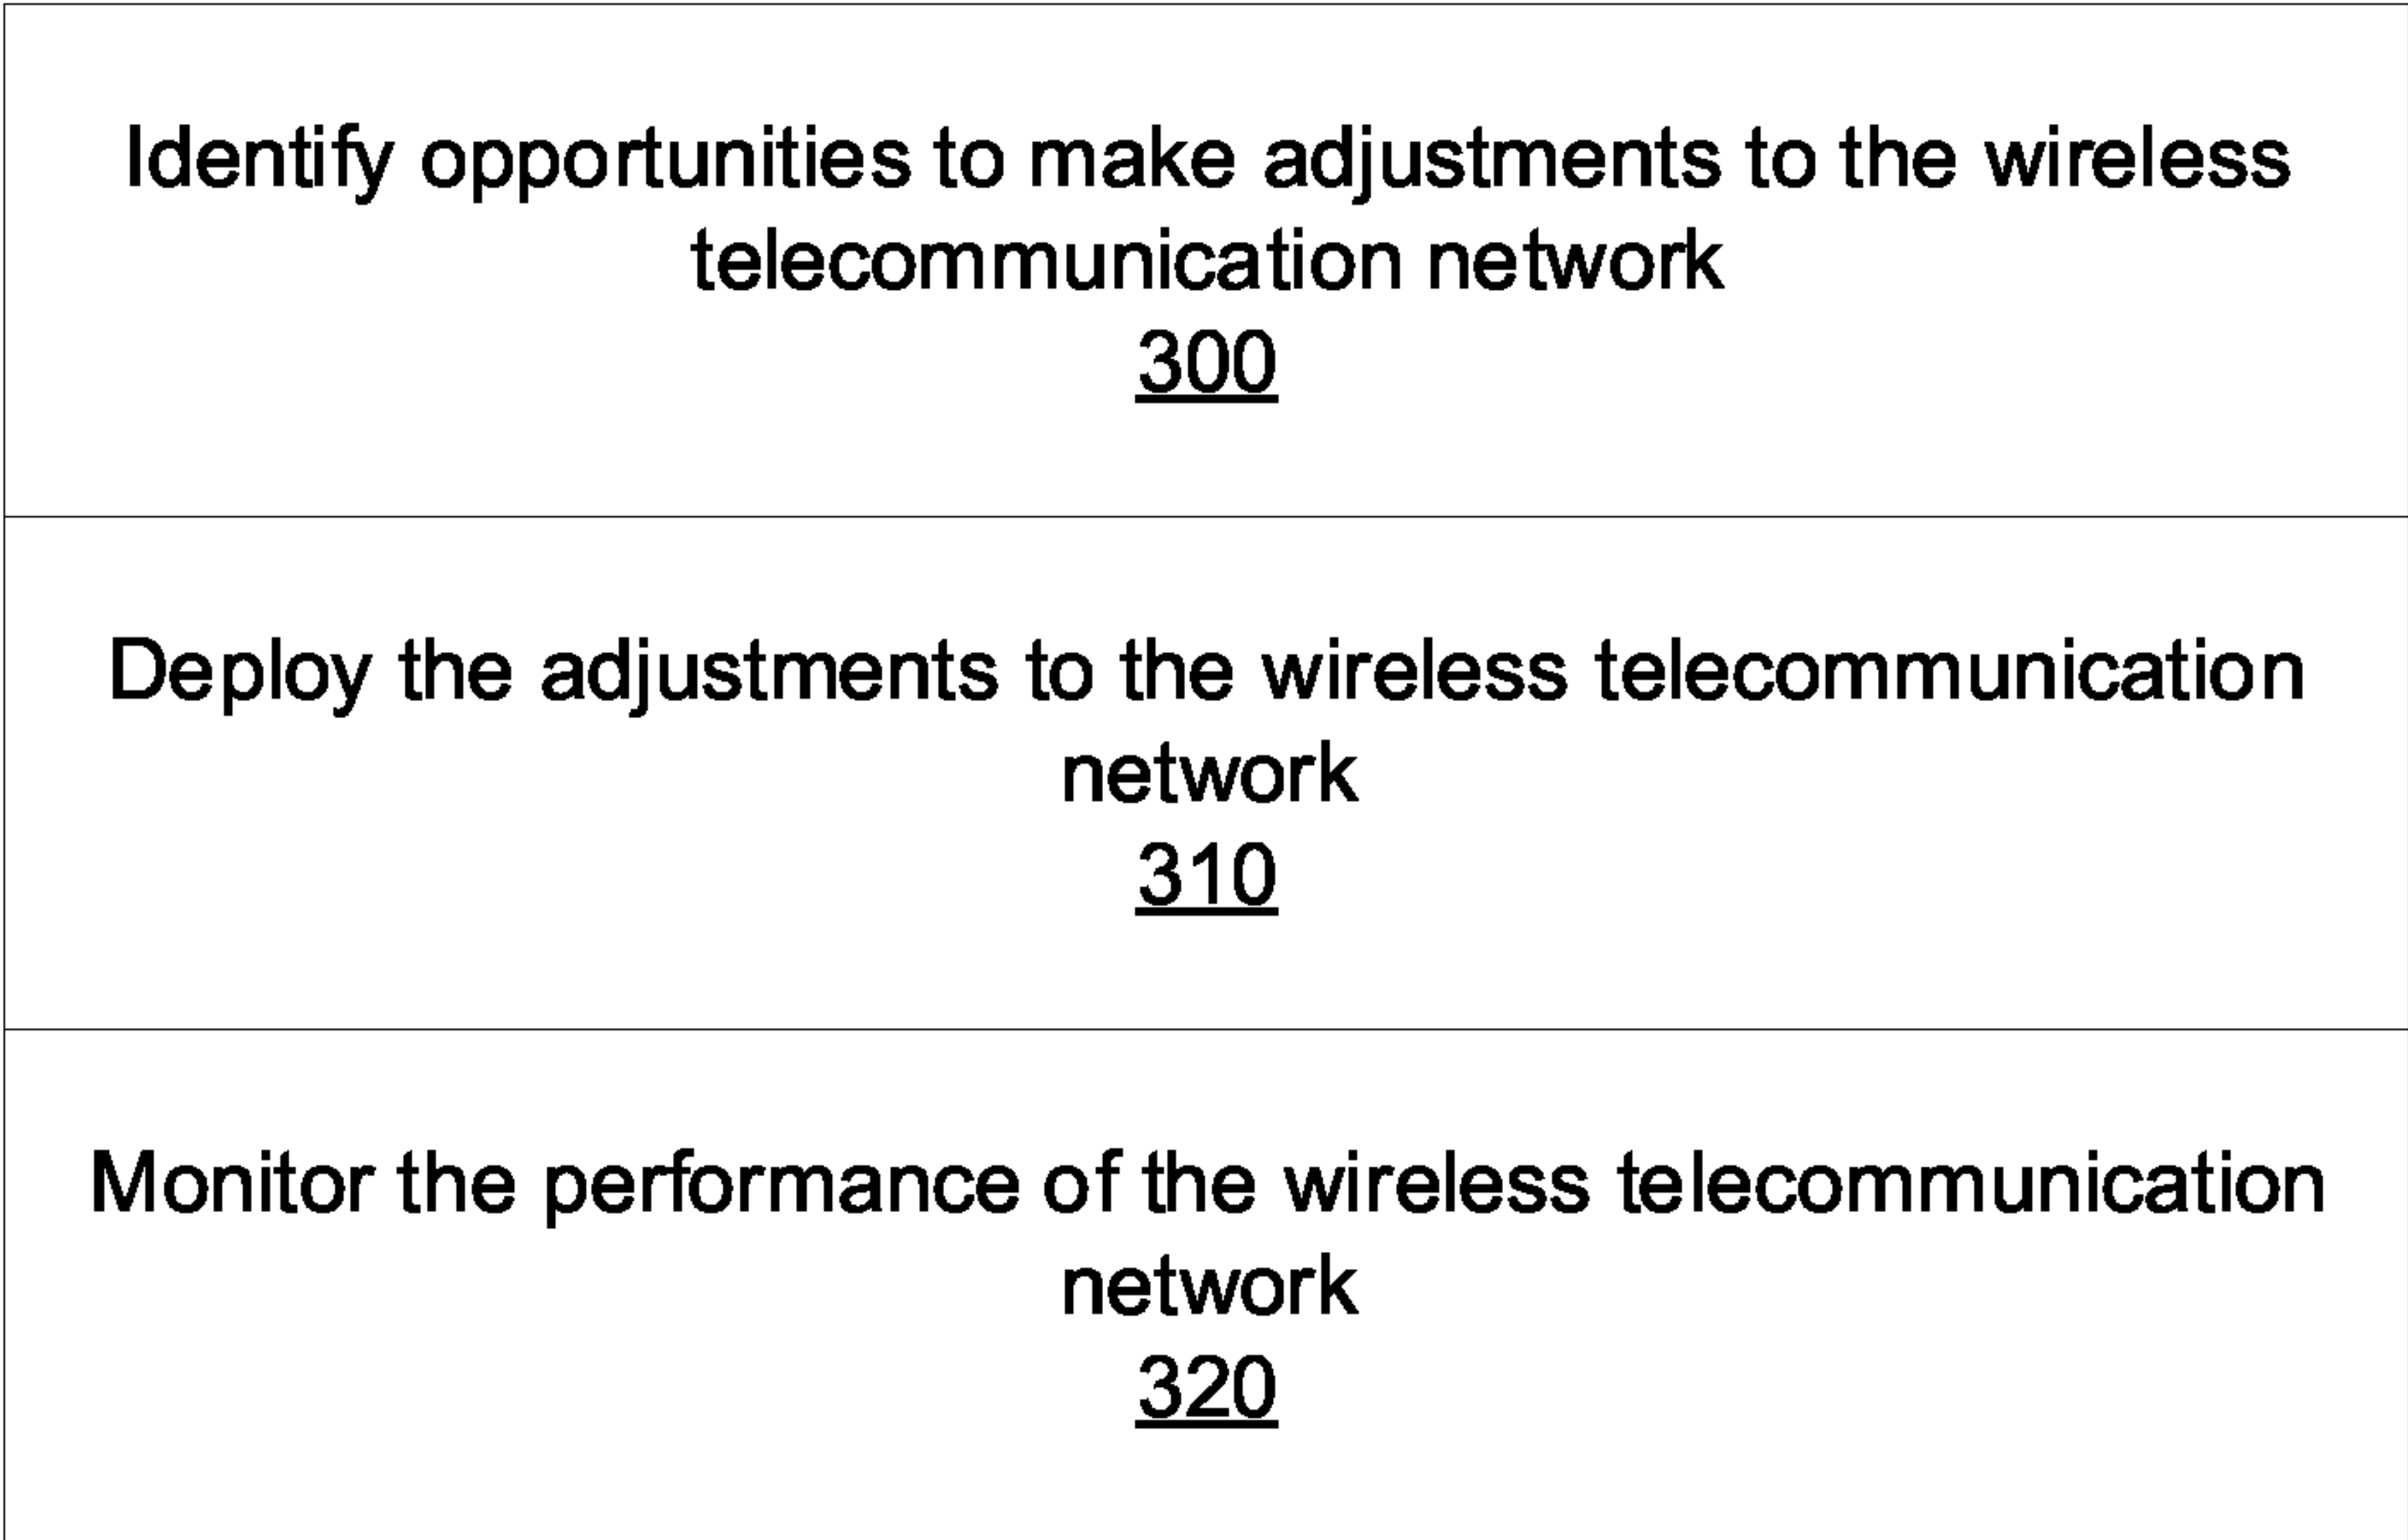 Identify opportunities to make adjustments to the wireless
telecommunication network
300
Deploy the adjustments to the wireless telecommunication
network
310
Monitor the performance of the wireless telecommunication
network
320